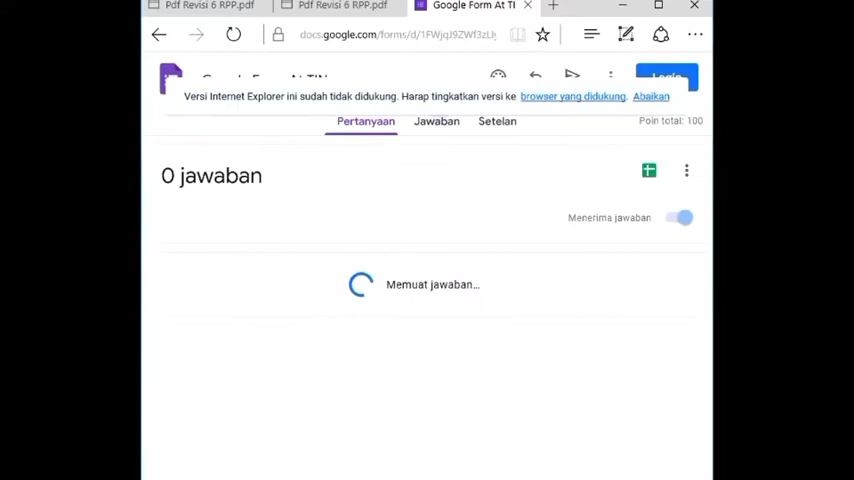 Pdf Revisi 6 RPP.pdf
Pdf Revisi 6 RPP.pdf
Google Form At TI
docs.google.com/forms/d/
Versi Internet Explorer ini sudah tidak didukung. Harap tingkatkan versi ke browser yang didukung. Abaikan
Pertanyaan
Jawaban
Setelan
Poin total: 100
0 jawaban
Menerima jawaban
Memuat jawaban...